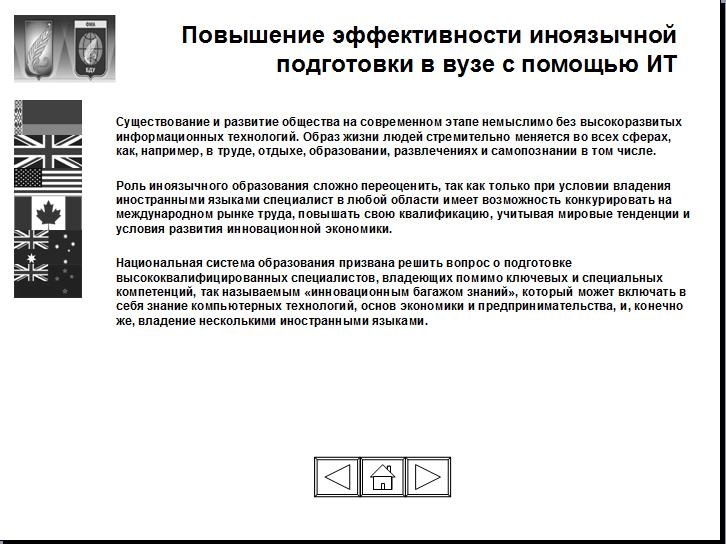 ФМА
БДУ
Повышение эффективности иноязычной
подготовки в вузе с помощью ИТ
Существование и развитие общества на современном этапе немыслимо без высокоразвитых
информационных технологий. Образ жизни людей стремительно меняется во всех сферах,
как, например, в труде, отдыхе, образовании, развлечениях и самопознании в том числе.
Роль иноязычного образования сложно переоценить, так как только при условии владения
иностранными языками специалист в любой области имеет возможность конкурировать на
международном рынке труда, повышать свою квалификацию, учитывая мировые тенденции и
условия развития инновационной экономики.
Национальная система образования призвана решить вопрос о подготовке
высококвалифицированных специалистов, владеющих помимо ключевых и специальных
компетенций, так называемым «инновационным багажом знаний», который может включать в
себя знание компьютерных технологий, основ экономики и предпринимательства, и, конечно
же, владение несколькими иностранными языками.